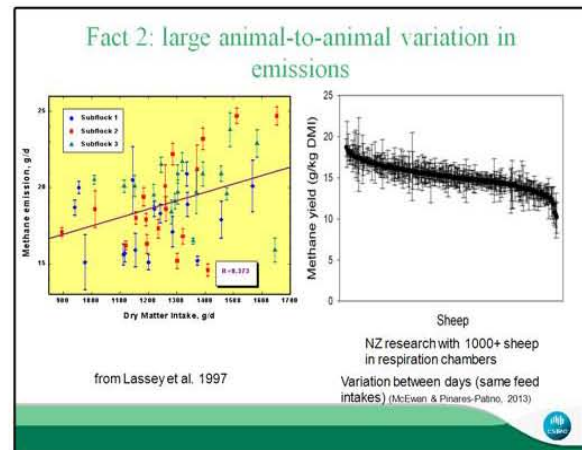 Fact 2: large animal-to-animal variation in
emissions
Methane emission, g/d
25
20
15
Subflock 1
Subflock 2
Subflock 3
R=0.373
900 1000 1100 1200 1300 1400 1500 1600 1700
Dry Matter Intake, g/d
from Lassey et al. 1997
Methane yield (g/kg DMI)
25
20
15
10
5
0
Sheep
NZ research with 1000+ sheep
in respiration chambers
Variation between days (same feed
intakes) (McEwan & Pinares-Patino, 2013)